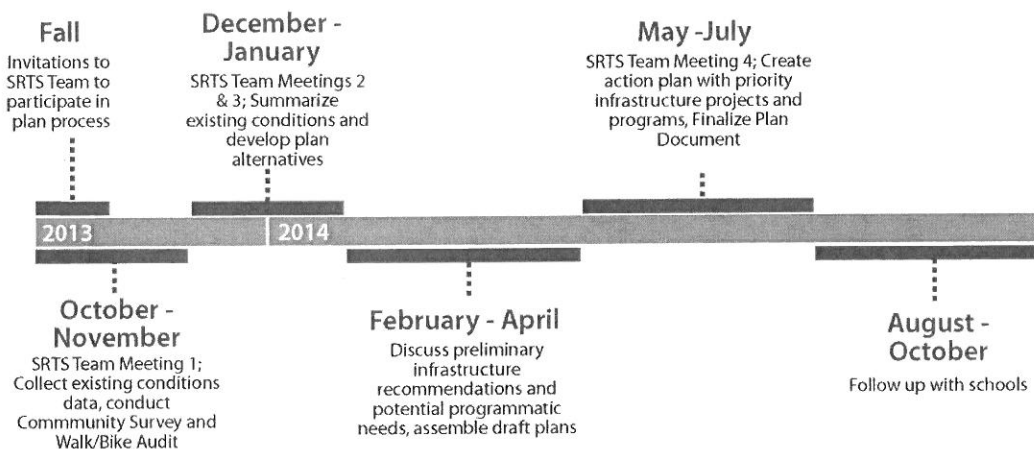 Fall
Invitations to
SRTS Team to
participate in
plan process
December -
January
SRTS Team Meetings 2
& 3; Summarize
existing conditions and
develop plan
alternatives
May -July
SRTS Team Meeting 4; Create
action plan with priority
infrastructure projects and
programs, Finalize Plan
Document
2013
2014
October -
November
SRTS Team Meeting 1;
Collect existing conditions
data, conduct
Commmunity Survey and
Walk/Bike Audit
February - April
Discuss preliminary
infrastructure
recommendations and
potential programmatic
needs, assemble draft plans
August -
October
Follow up with schools